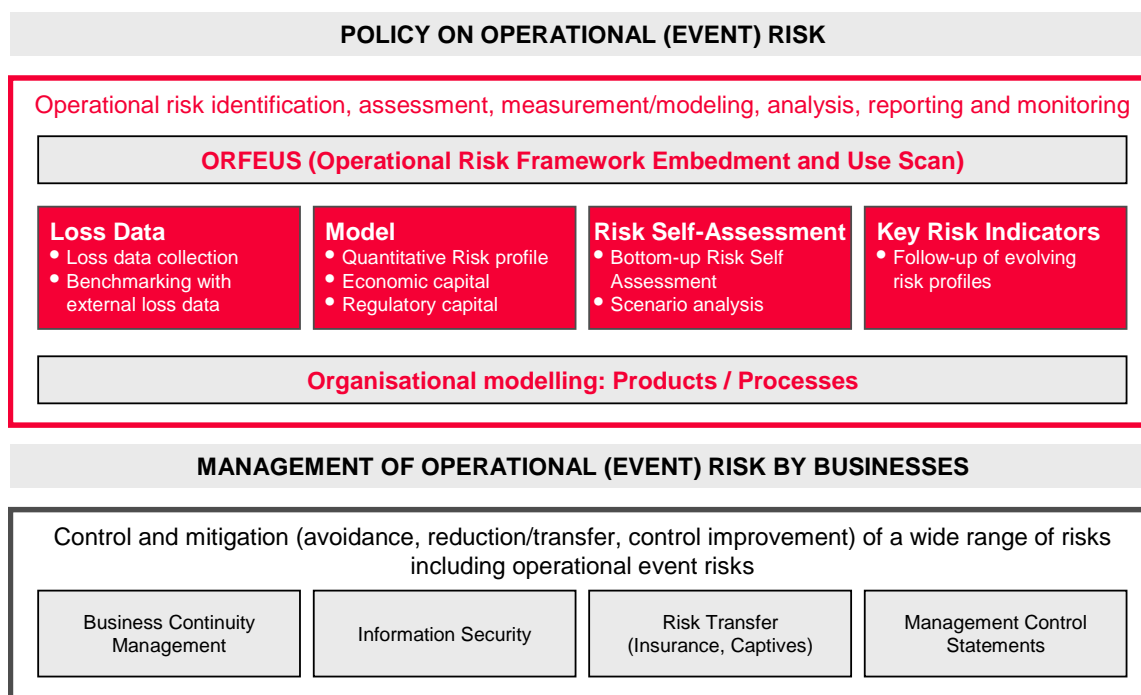 POLICY ON OPERATIONAL (EVENT) RISK
Operational risk identification, assessment, measurement/modeling, analysis, reporting and monitoring
ORFEUS (Operational Risk Framework Embedment and Use Scan)
Loss Data
• Loss data collection
• Benchmarking with
external loss data
Model
• Quantitative Risk profile
• Economic capital
• Regulatory capital
Risk Self-Assessment
• Bottom-up Risk Self
Assessment
• Scenario analysis
Key Risk Indicators
• Follow-up of evolving
risk profiles
Organisational modelling: Products / Processes
MANAGEMENT OF OPERATIONAL (EVENT) RISK BY BUSINESSES
Control and mitigation (avoidance, reduction/transfer, control improvement) of a wide range of risks
including operational event risks
Business Continuity
Management
Information Security
Risk Transfer
(Insurance, Captives)
Management Control
Statements